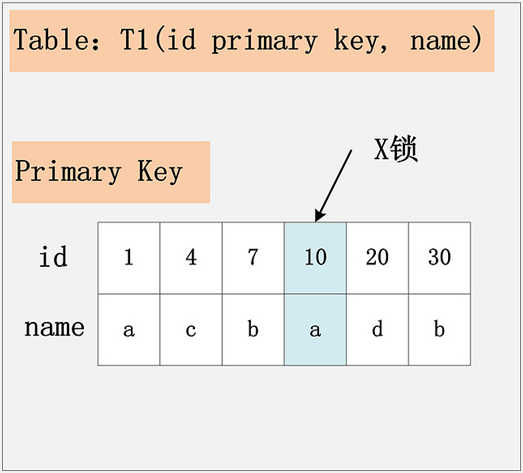 Table：T1(id primary key, name)
X锁
Primary Key
id 1 4 7 10 20 30
name a c b a d b